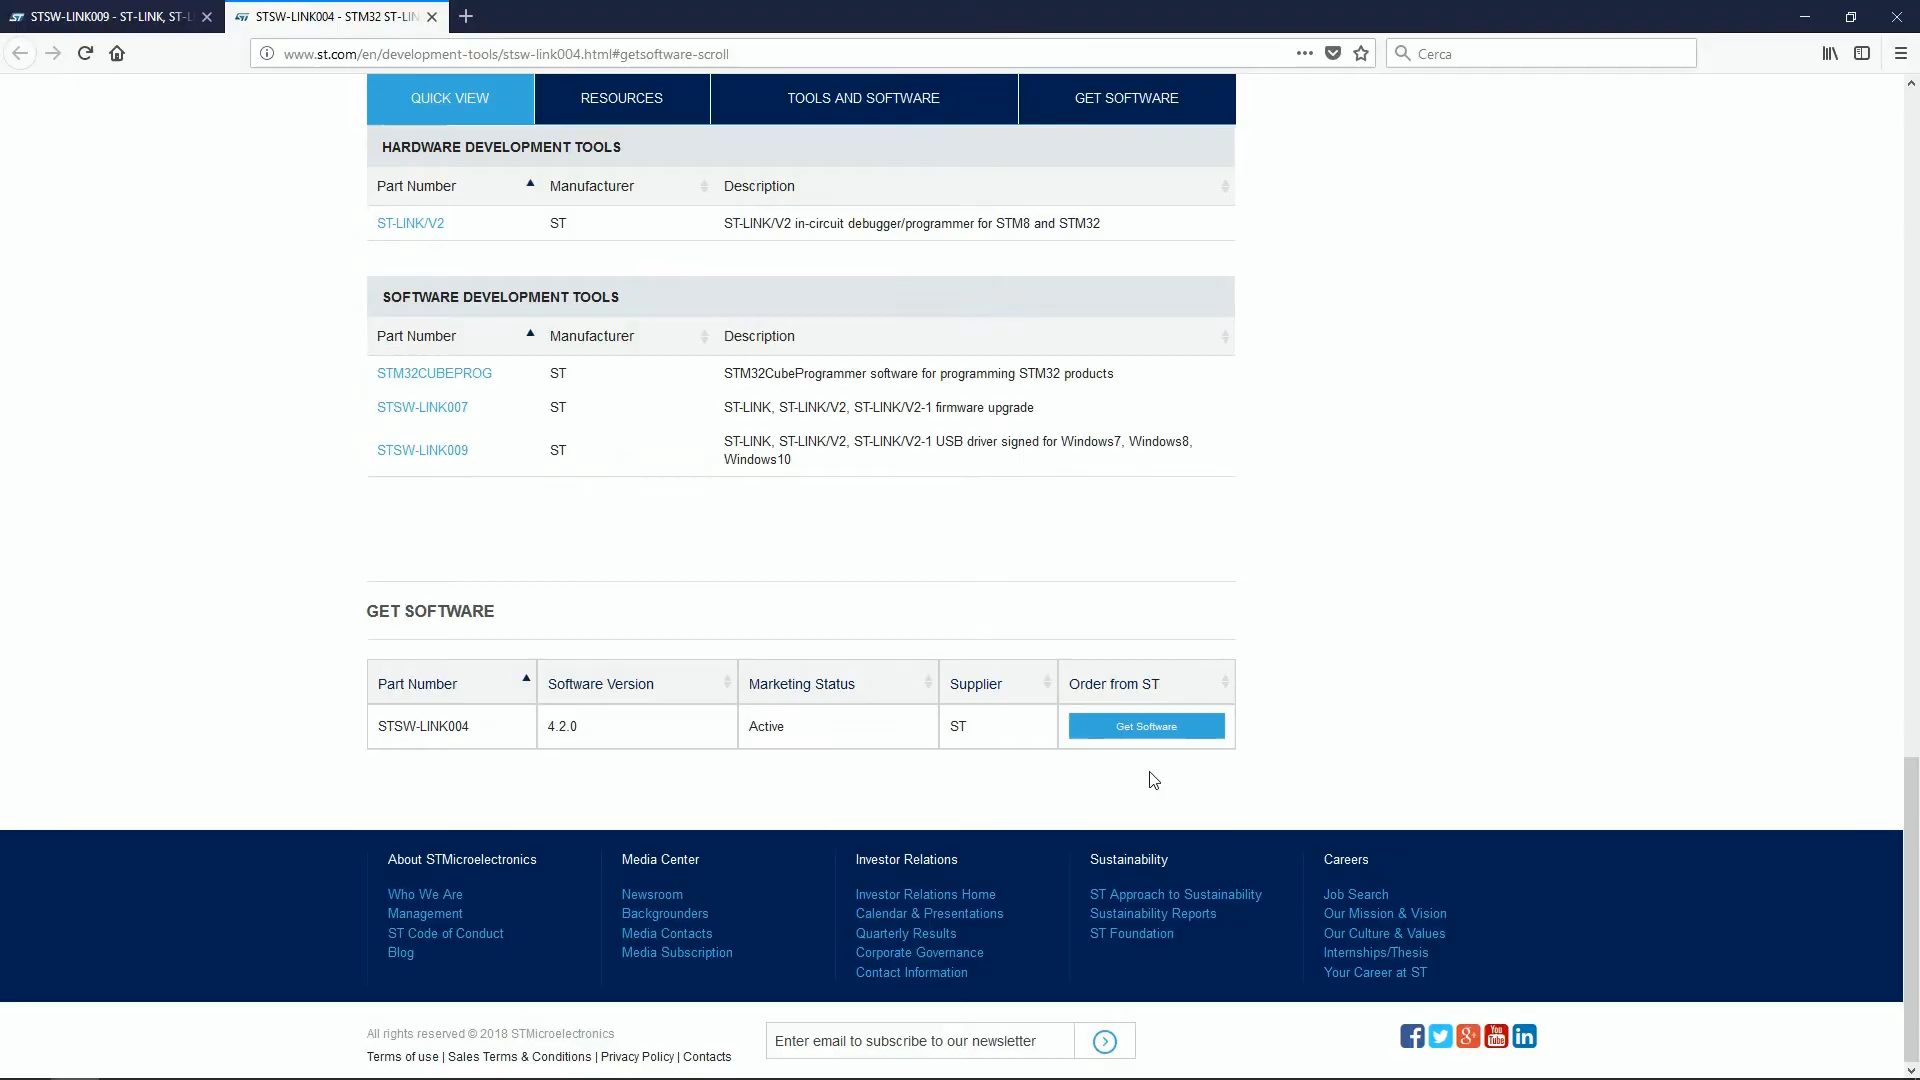 STSW-LINK009 - ST-LINK, ST-L
STSW-LINK004 - STM32 ST-LIN
www.st.com/en/development-tools/stsw-link004.html#getsoftware-scroll
Cerca
QUICK VIEW RESOURCES TOOLS AND SOFTWARE GET SOFTWARE
HARDWARE DEVELOPMENT TOOLS
Part Number Manufacturer Description
ST-LINK/V2 ST ST-LINK/V2 in-circuit debugger/programmer for STM8 and STM32
SOFTWARE DEVELOPMENT TOOLS
Part Number Manufacturer Description
STM32CUBEPROG ST STM32CubeProgrammer software for programming STM32 products
STSW-LINK007 ST ST-LINK, ST-LINK/V2, ST-LINK/V2-1 firmware upgrade
STSW-LINK009 ST ST-LINK, ST-LINK/V2, ST-LINK/V2-1 USB driver signed for Windows7, Windows8,
Windows10
GET SOFTWARE
Part Number Software Version Marketing Status Supplier Order from ST
STSW-LINK004 4.2.0 Active ST Get Software
About STMicroelectronics Media Center Investor Relations Sustainability Careers
Who We Are Newsroom Investor Relations Home ST Approach to Sustainability Job Search
Management Backgrounders Calendar & Presentations Sustainability Reports Our Mission & Vision
ST Code of Conduct Media Contacts Quarterly Results ST Foundation Our Culture & Values
Blog Media Subscription Corporate Governance Internships/Thesis
Contact Information Your Career at ST
All rights reserved © 2018 STMicroelectronics
Enter email to subscribe to our newsletter
Terms of use | Sales Terms & Conditions | Privacy Policy | Contacts